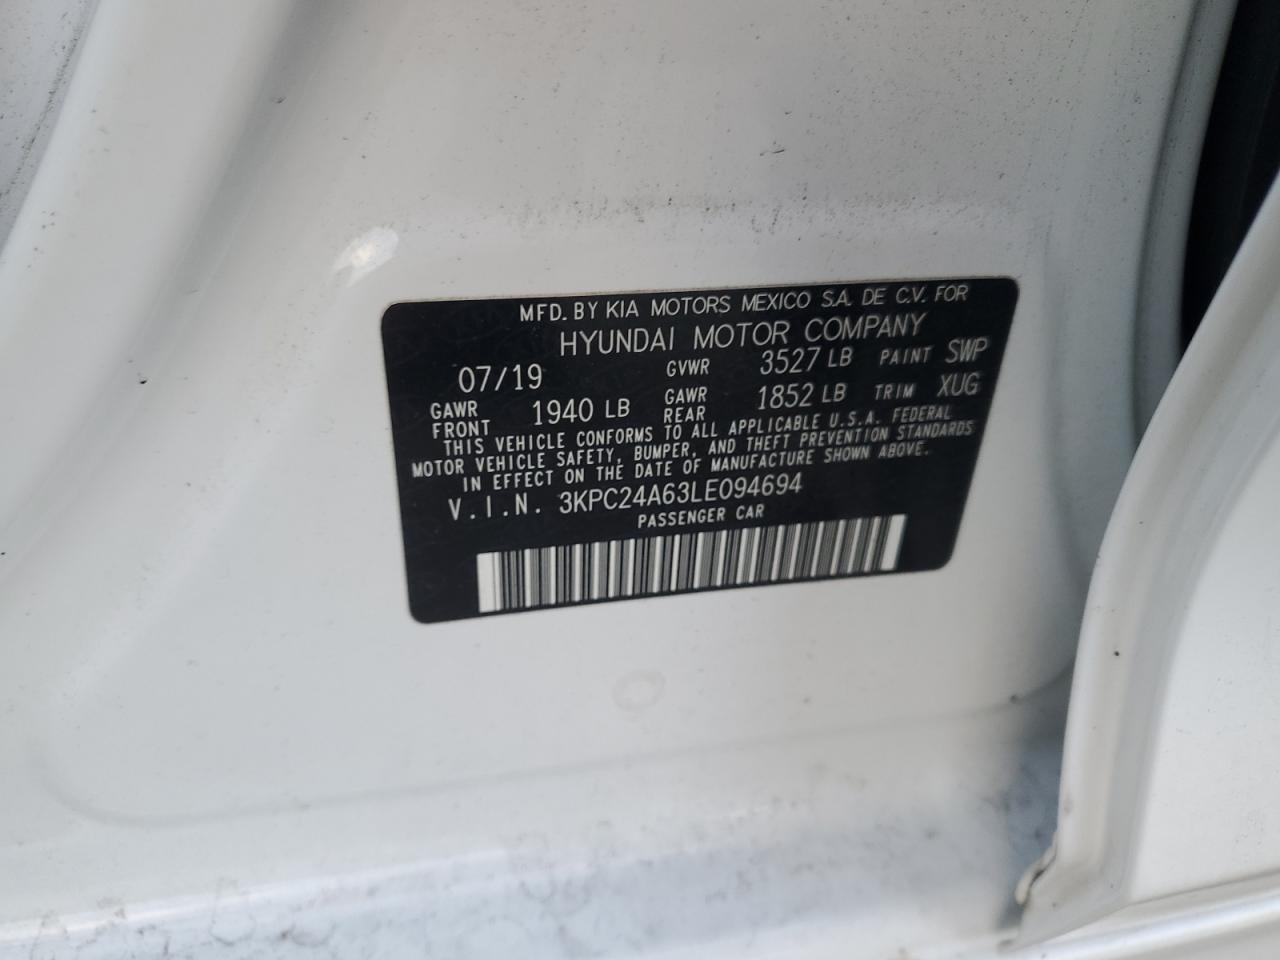 MFD. BY KIA MOTORS MEXICO S.A. DE C.V. FOR
HYUNDAI MOTOR COMPANY
07/19 GVWR 3527 LB PAINT SWP
GAWR FRONT 1940 LB GAWR REAR 1852 LB TRIM XUG
THIS VEHICLE CONFORMS TO ALL APPLICABLE U.S.A. FEDERAL
MOTOR VEHICLE SAFETY, BUMPER, AND THEFT PREVENTION STANDARDS
IN EFFECT ON THE DATE OF MANUFACTURE SHOWN ABOVE.
V.I.N. 3KPC24A63LE094694
PASSENGER CAR